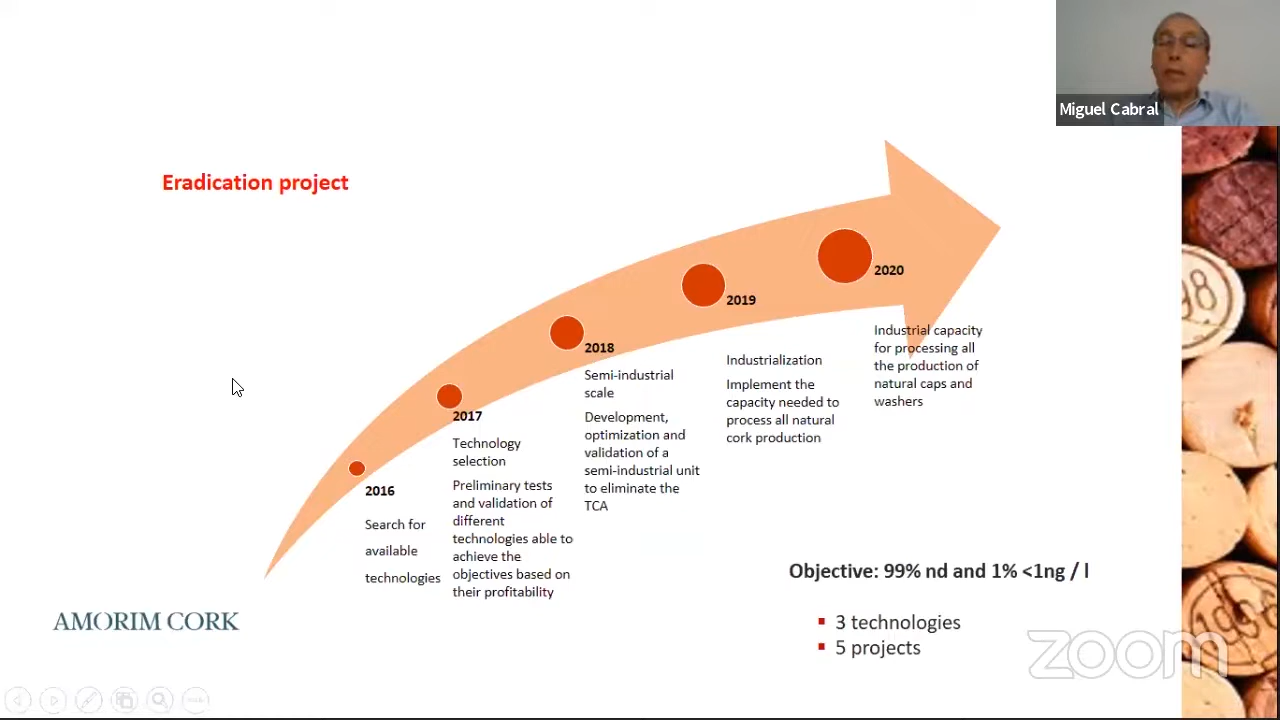 Miguel Cabral
Eradication project
2016
Search for
available
technologies
2017
Technology
selection
Preliminary tests
and validation of
different
technologies able to
achieve the
objectives based on
their profitability
2018
Semi-industrial
scale
Development,
optimization and
validation of a
semi-industrial unit
to eliminate the
TCA
2019
Industrialization
Implement the
capacity needed to
process all natural
cork production
2020
Industrial capacity
for processing all
the production of
natural caps and
washers
Objective: 99% nd and 1% <1ng / l
3 technologies
5 projects
AMORIM CORK
zoom
98